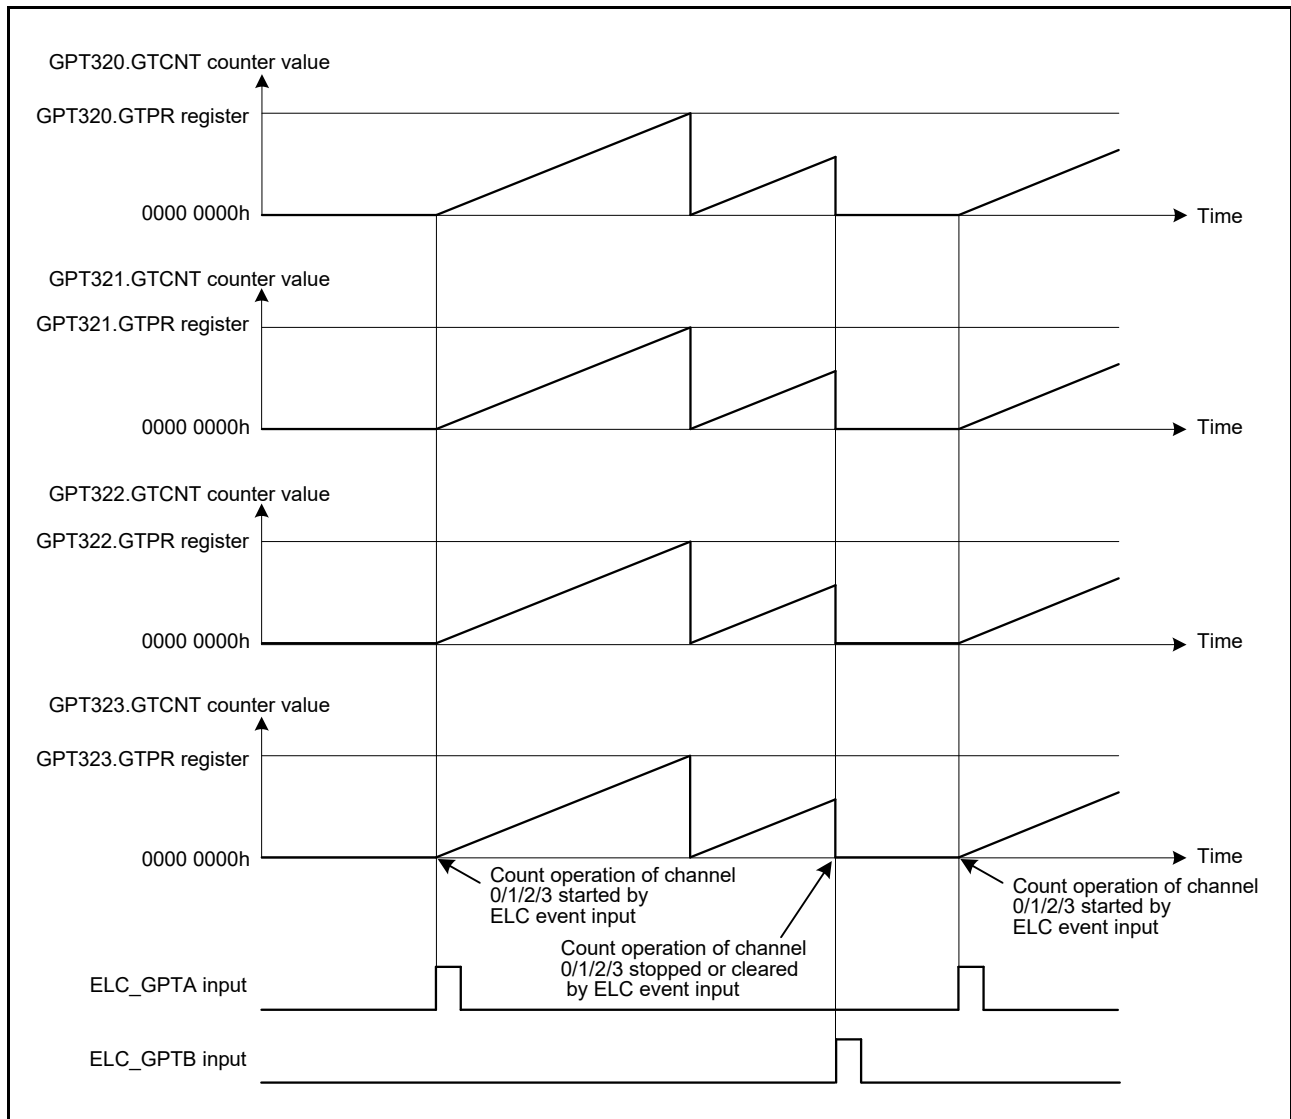 GPT320.GTCNT counter value
GPT320.GTPR register
0000 0000h
Time
GPT321.GTCNT counter value
GPT321.GTPR register
0000 0000h
Time
GPT322.GTCNT counter value
GPT322.GTPR register
0000 0000h
Time
GPT323.GTCNT counter value
GPT323.GTPR register
0000 0000h
Time
Count operation of channel
0/1/2/3 started by
ELC event input
Count operation of channel
0/1/2/3 stopped or cleared
by ELC event input
Count operation of channel
0/1/2/3 started by
ELC event input
ELC_GPTA input
ELC_GPTB input